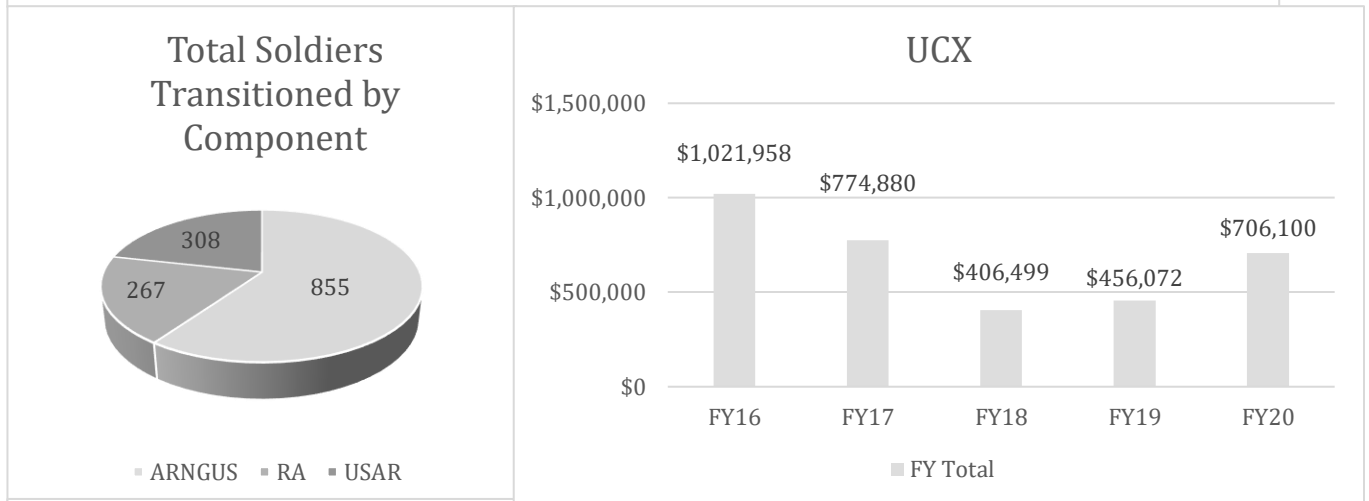 Total Soldiers
Transitioned by
Component
308
267
855
ARNGUS RA USAR
UCX
$1,500,000
$1,021,958
$774,880
$1,000,000
$706,100
$406,499
$456,072
$500,000
$0
FY16 FY17 FY18 FY19 FY20
FY Total